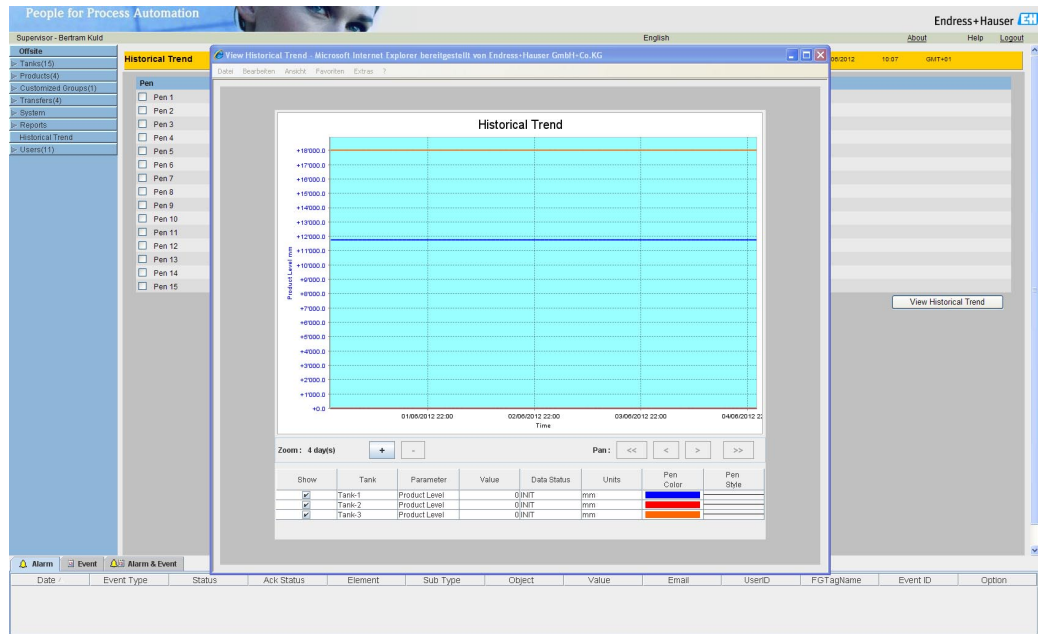 People for Process Automation
Endress+Hauser EH
Supervisor - Bertram Kuld English About Help Logout
Offsite
Tanks(15)
Products(4)
Customized Groups(1)
Transfers(4)
System
Reports
Historical Trend
Users(11)
Historical Trend
10:07 GMT+01
Pen
Pen 1
Pen 2
Pen 3
Pen 4
Pen 5
Pen 6
Pen 7
Pen 8
Pen 9
Pen 10
Pen 11
Pen 12
Pen 13
Pen 14
Pen 15
View Historical Trend
View Historical Trend - Microsoft Internet Explorer bereitgestellt von Endress+Hauser GmbH+Co.KG
Datei Bearbeiten Ansicht Favoriten Extras ?
Historical Trend
Product Level mm
+18'000.0
+17'000.0
+16'000.0
+15'000.0
+14'000.0
+13'000.0
+12'000.0
+11'000.0
+10'000.0
+9'000.0
+8'000.0
+7'000.0
+6'000.0
+5'000.0
+4'000.0
+3'000.0
+2'000.0
+1'000.0
+0.0
01/06/2012 22:00 02/06/2012 22:00 03/06/2012 22:00 04/06/2012 22
Time
Zoom : 4 day(s) + - Pan : << < > >>
Show Tank Parameter Value Data Status Units Pen Color Pen Style
Tank-1 Product Level 0 INIT mm
Tank-2 Product Level 0 INIT mm
Tank-3 Product Level 0 INIT mm
Alarm Event Alarm & Event
Date / Event Type Status Ack Status Element Sub Type Object Value Email UserID FGTagName Event ID Option